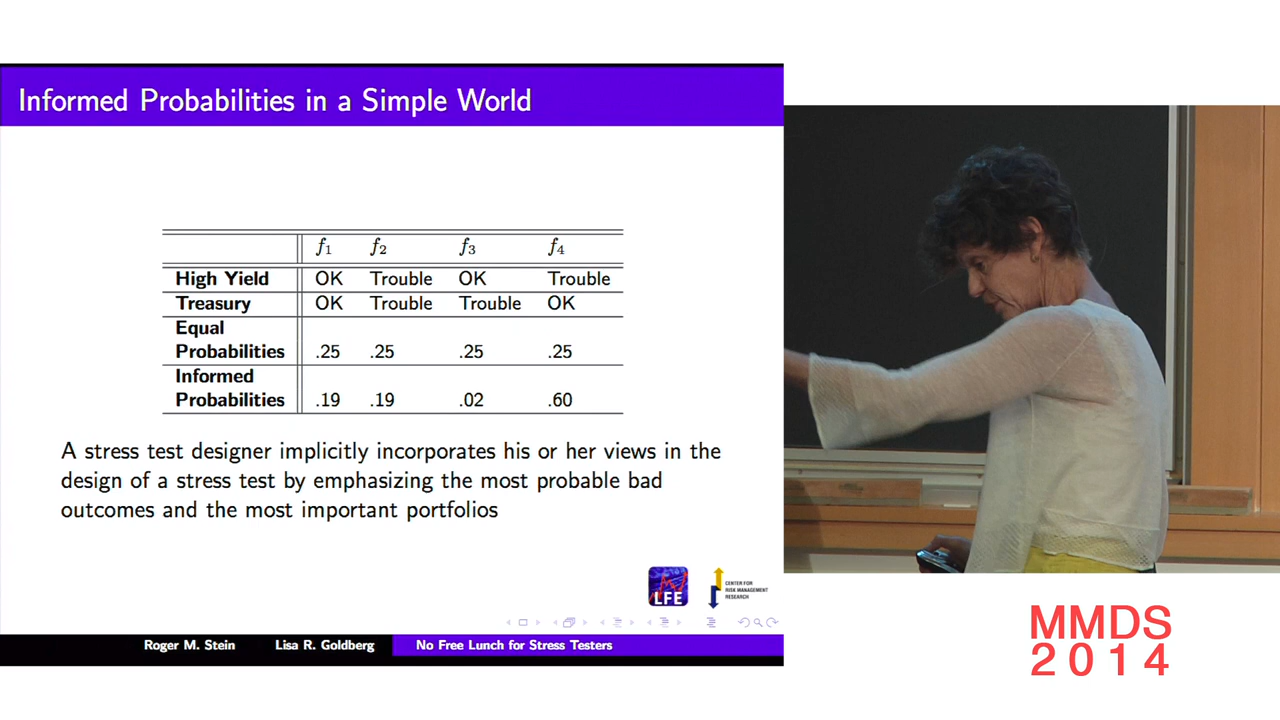 Informed Probabilities in a Simple World
f1 f2 f3 f4
High Yield OK Trouble OK Trouble
Treasury OK Trouble Trouble OK
Equal
Probabilities .25 .25 .25 .25
Informed
Probabilities .19 .19 .02 .60
A stress test designer implicitly incorporates his or her views in the
design of a stress test by emphasizing the most probable bad
outcomes and the most important portfolios
LFE
CENTER FOR
RISK MANAGEMENT
RESEARCH
Roger M. Stein Lisa R. Goldberg No Free Lunch for Stress Testers
MMDS
2014